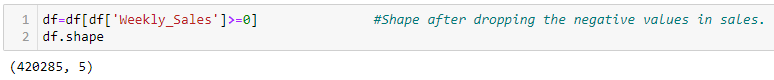 1 df=df[df['Weekly_Sales']>=0] #Shape after dropping the negative values in sales.
2 df.shape
(420285, 5)